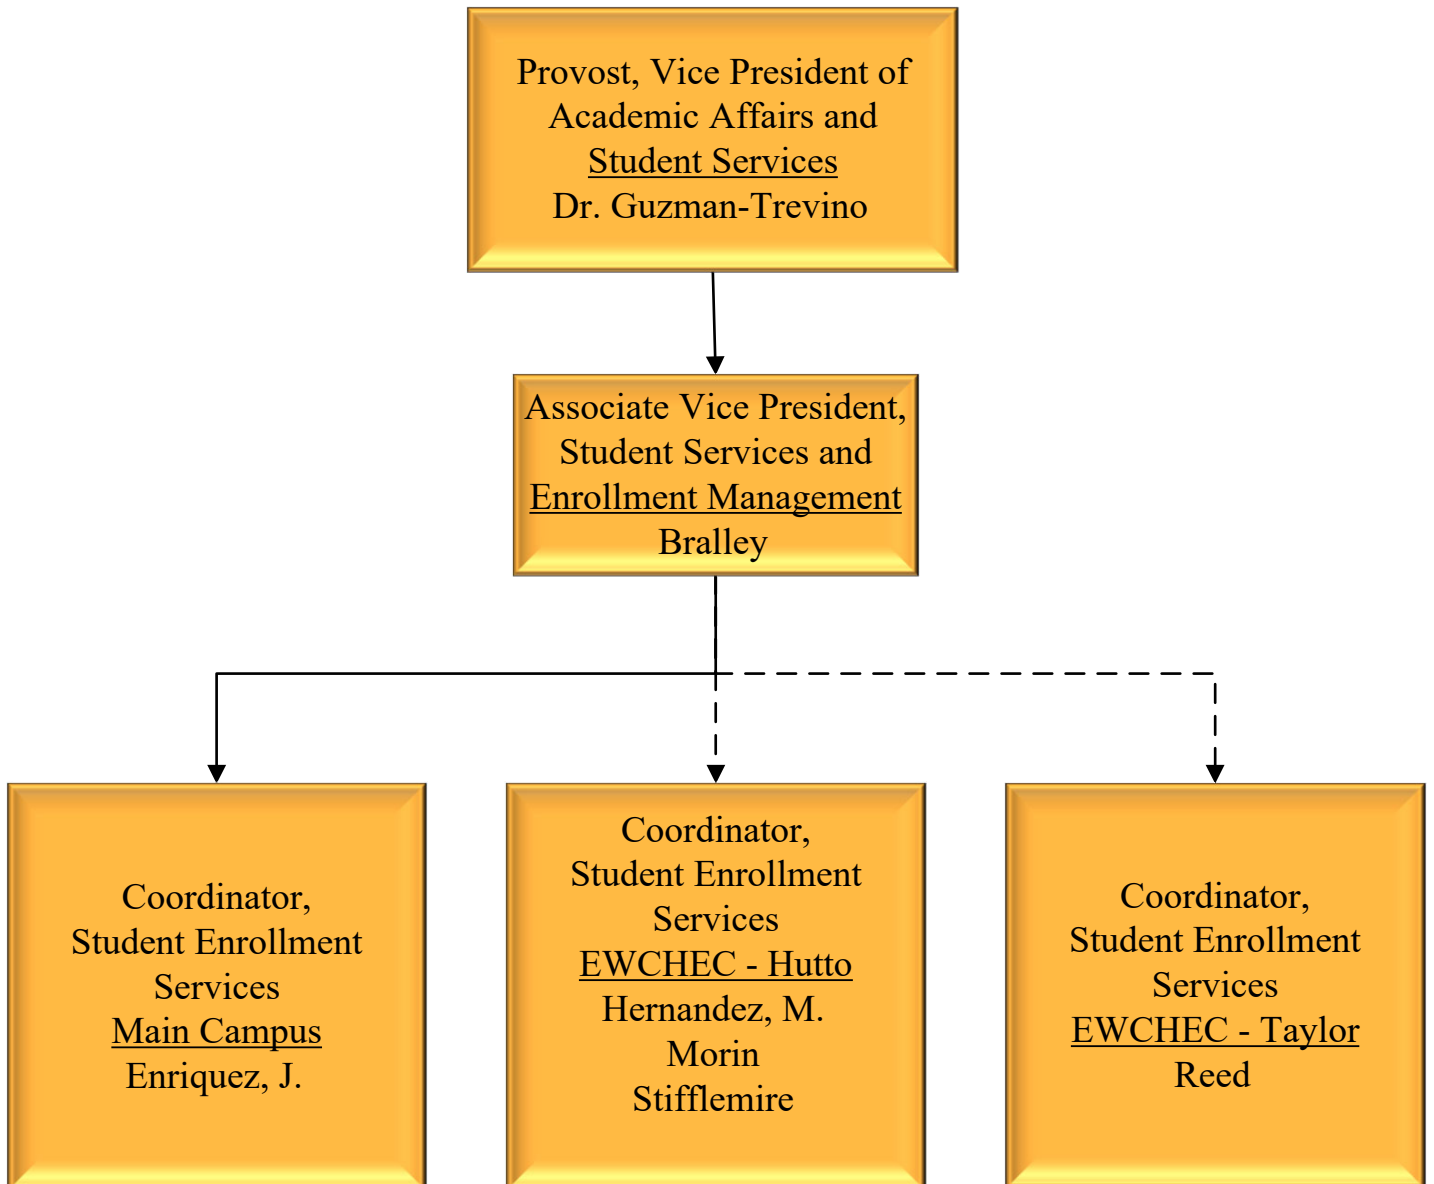 Provost, Vice President of
Academic Affairs and
Student Services
Dr. Guzman-Trevino
Associate Vice President,
Student Services and
Enrollment Management
Bralley
Coordinator,
Student Enrollment
Services
Main Campus
Enriquez, J.
Coordinator,
Student Enrollment
Services
EWCHEC - Hutto
Hernandez, M.
Morin
Stifflemire
Coordinator,
Student Enrollment
Services
EWCHEC - Taylor
Reed